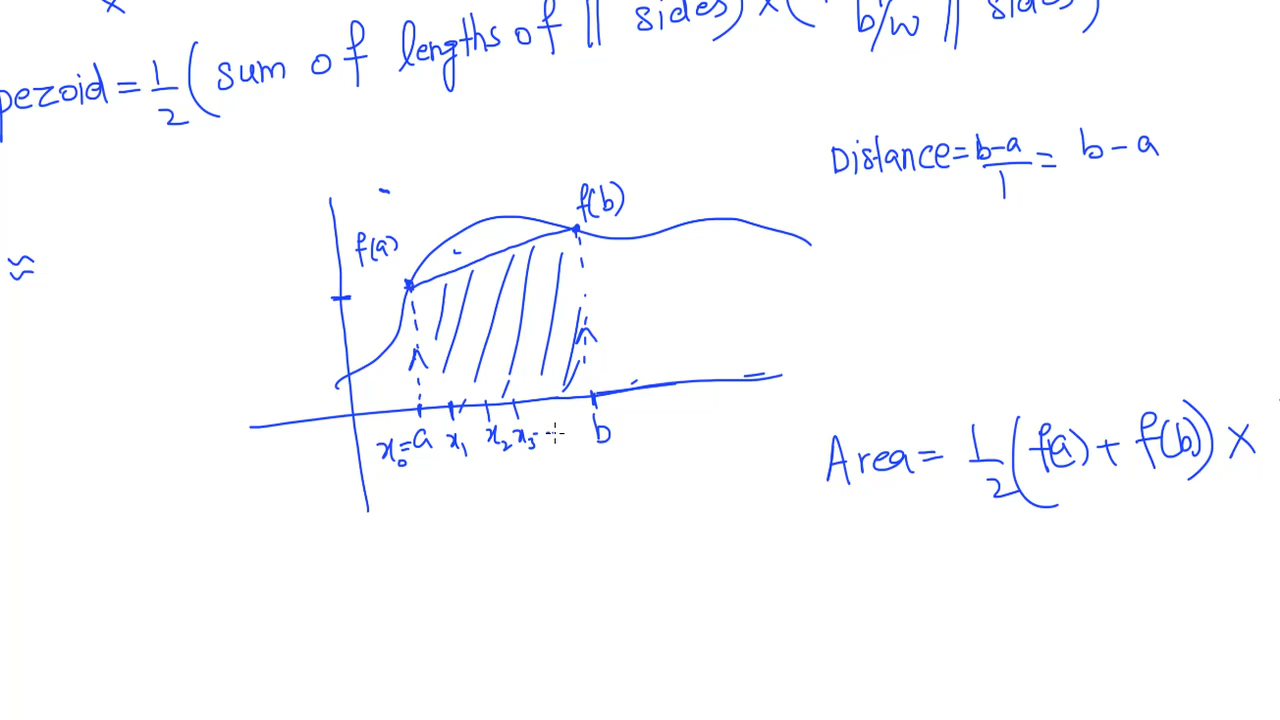 pezoid = 1/2 (sum of lengths of || sides) × (
b/w || sides)
Distance = b-a/1 = b - a
f(b)
f(a)
≈
x₀=a x₁ x₂ x₃ -- b
Area = 1/2 (f(a) + f(b)) ×